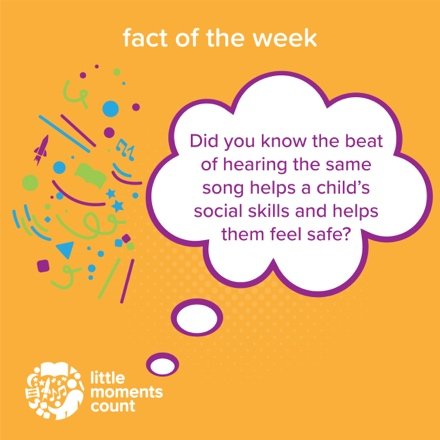 fact of the week
Did you know the beat
of hearing the same
song helps a child's
social skills and helps
them feel safe?
little
moments
count